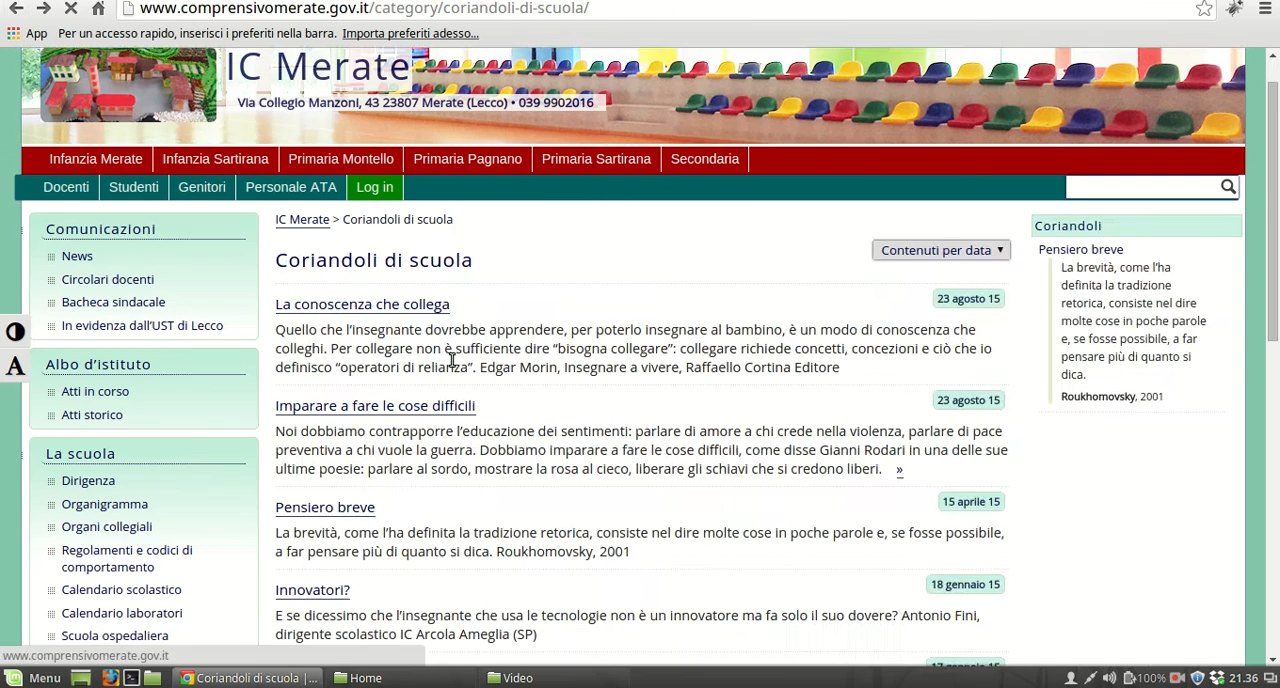 www.comprensivomerate.gov.it/category/coriandoli-di-scuola/
App Per un accesso rapido, inserisci i preferiti nella barra. Importa preferiti adesso...
IC Merate
Via Collegio Manzoni, 43 23807 Merate (Lecco) • 039 9902016
Infanzia Merate Infanzia Sartirana Primaria Montello Primaria Pagnano Primaria Sartirana Secondaria
Docenti Studenti Genitori Personale ATA Log in
Comunicazioni
News
Circolari docenti
Bacheca sindacale
In evidenza dall’UST di Lecco
Albo d’istituto
Atti in corso
Atti storico
La scuola
Dirigenza
Organigramma
Organi collegiali
Regolamenti e codici di
comportamento
Calendario scolastico
Calendario laboratori
Scuola ospedaliera
IC Merate > Coriandoli di scuola
Coriandoli di scuola
Contenuti per data
La conoscenza che collega
23 agosto 15
Quello che l’Insegnante dovrebbe apprendere, per poterlo insegnare al bambino, è un modo di conoscenza che
colleghi. Per collegare non è sufficiente dire “bisogna collegare”: collegare richiede concetti, concezioni e ciò che io
definisco “operatori di relianza”. Edgar Morin, Insegnare a vivere, Raffaello Cortina Editore
Imparare a fare le cose difficili
23 agosto 15
Noi dobbiamo contrapporre l’educazione dei sentimenti: parlare di amore a chi crede nella violenza, parlare di pace
preventiva a chi vuole la guerra. Dobbiamo imparare a fare le cose difficili, come disse Gianni Rodari in una delle sue
ultime poesie: parlare al sordo, mostrare la rosa al cieco, liberare gli schiavi che si credono liberi. »
Pensiero breve
15 aprile 15
La brevità, come l’ha definita la tradizione retorica, consiste nel dire molte cose in poche parole e, se fosse possibile,
a far pensare più di quanto si dica. Roukhomovsky, 2001
Innovatori?
18 gennaio 15
E se dicessimo che l’insegnante che usa le tecnologie non è un innovatore ma fa solo il suo dovere? Antonio Fini,
dirigente scolastico IC Arcola Ameglia (SP)
17 gennaio 15
Coriandoli
Pensiero breve
La brevità, come l’ha
definita la tradizione
retorica, consiste nel dire
molte cose in poche parole
e, se fosse possibile, a far
pensare più di quanto si
dica.
Roukhomovsky, 2001
A
www.comprensivomerate.gov.it
Menu Coriandoli di scuola |... Home Video 100% 21.36